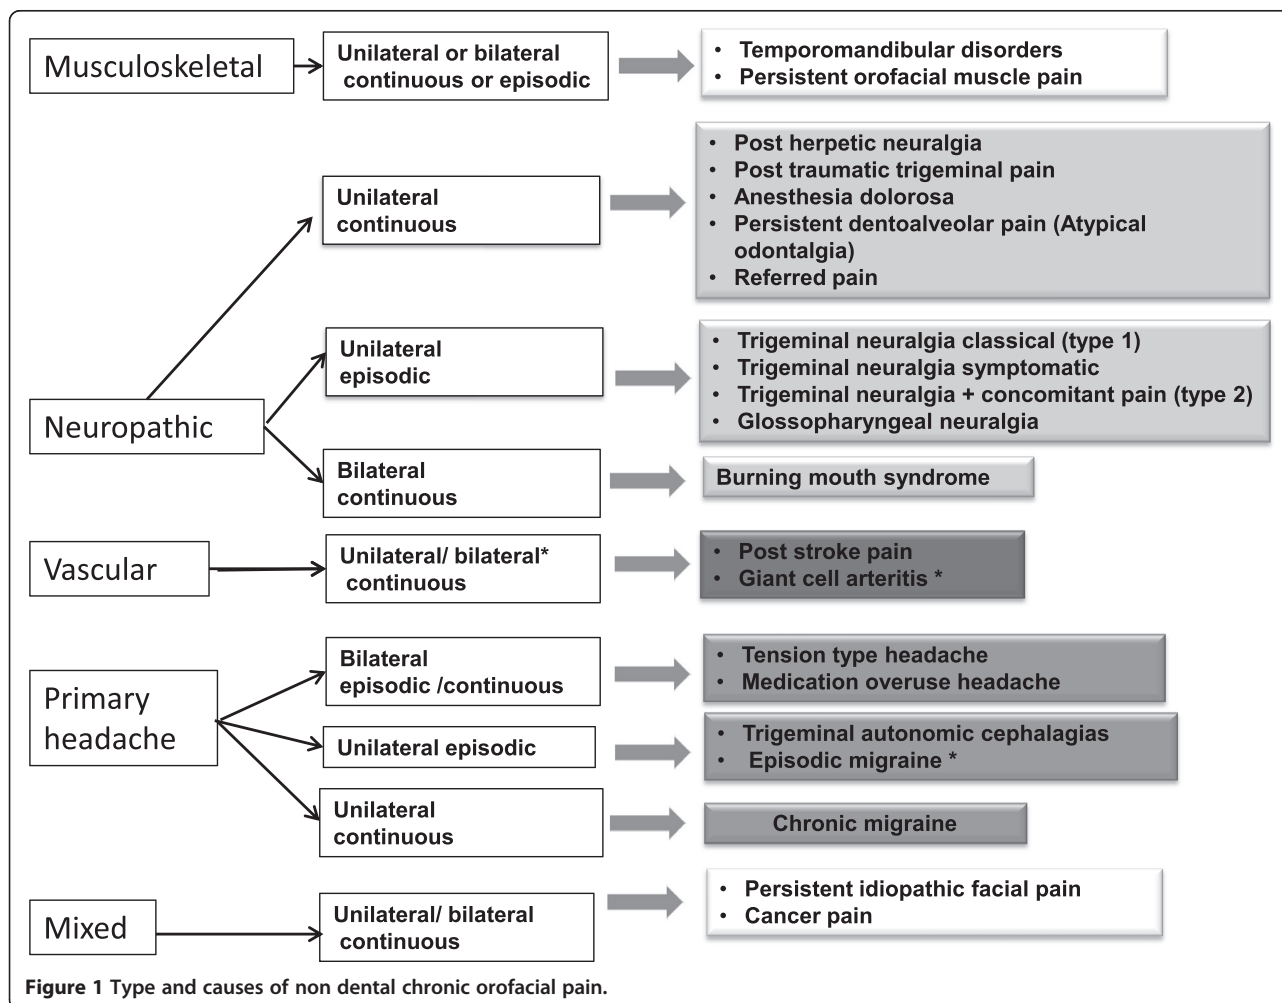 Musculoskeletal
Unilateral or bilateral
continuous or episodic
• Temporomandibular disorders
• Persistent orofacial muscle pain
Neuropathic
Unilateral
continuous
• Post herpetic neuralgia
• Post traumatic trigeminal pain
• Anesthesia dolorosa
• Persistent dentoalveolar pain (Atypical
odontalgia)
• Referred pain
Unilateral
episodic
• Trigeminal neuralgia classical (type 1)
• Trigeminal neuralgia symptomatic
• Trigeminal neuralgia + concomitant pain (type 2)
• Glossopharyngeal neuralgia
Bilateral
continuous
Burning mouth syndrome
Vascular
Unilateral/ bilateral*
continuous
• Post stroke pain
• Giant cell arteritis *
Primary
headache
Bilateral
episodic /continuous
• Tension type headache
• Medication overuse headache
Unilateral episodic
• Trigeminal autonomic cephalagias
• Episodic migraine *
Unilateral
continuous
Chronic migraine
Mixed
Unilateral/ bilateral
continuous
• Persistent idiopathic facial pain
• Cancer pain
Figure 1 Type and causes of non dental chronic orofacial pain.